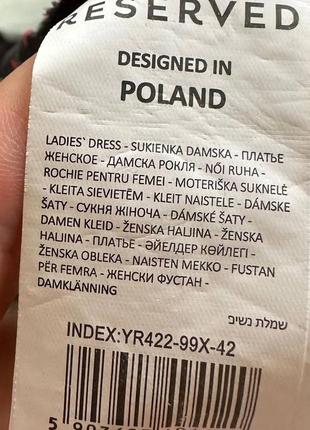 RESERVED
DESIGNED IN
POLAND
LADIES` DRESS - SUKIENKA DAMSKA - ПЛАТЬЕ
ЖЕНСКОЕ - ДАМСКА РОКЛЯ - NŐI RUHA -
ROCHIE PENTRU FEMEI - MOTERIŠKA SUKNELĖ
- KLEITA SIEVIETĒM - KLEIT NAISTELE - DÁMSKE
ŠATY - СУКНЯ ЖІНОЧА - DÁMSKÉ ŠATY -
DAMEN KLEID - ŽENSKA HALJINA - ŽENSKA
HALJINA - ПЛАТЬЕ - ӘЙЕЛДЕР КӨЙЛЕГІ -
ŽENSKA OBLEKA - NAISTEN MEKKO - FUSTAN
PËR FEMRA - ЖЕНСКИ ФУСТАН -
DAMKLÄNNING
שמלת נשים
INDEX:YR422-99X-42